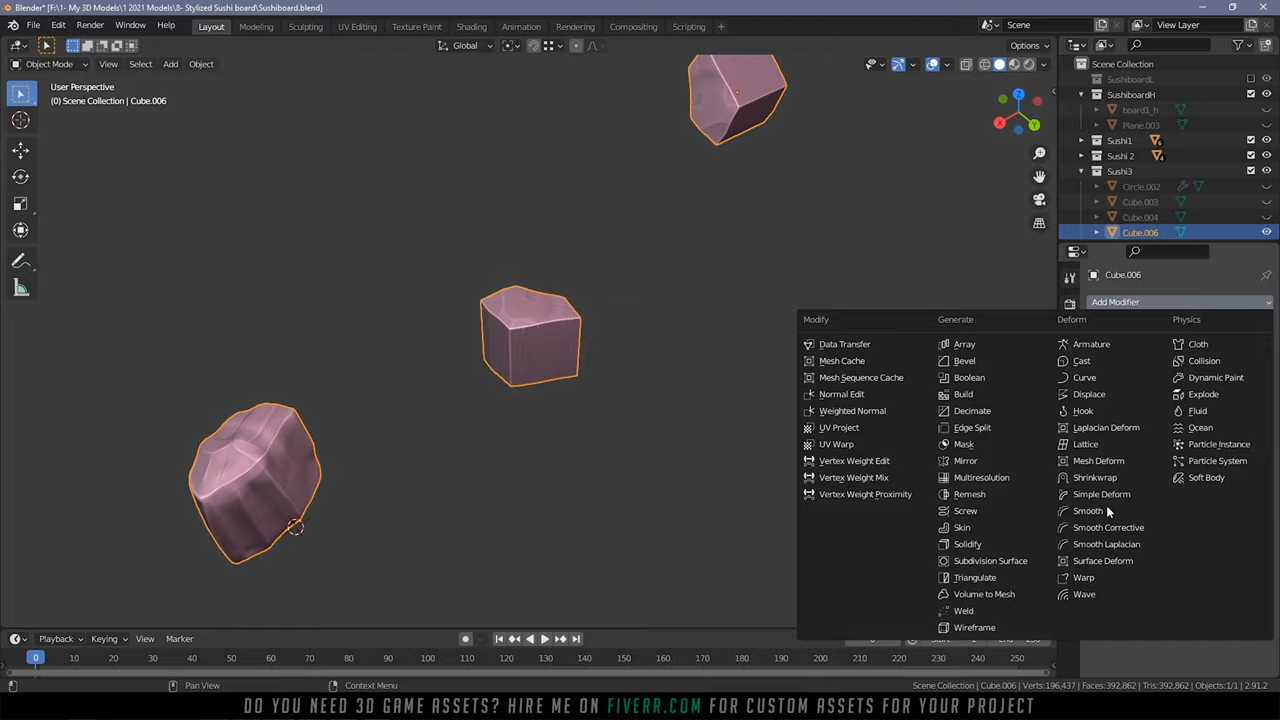 Blender* [F:\1- My 3D Models\1 2021 Models\8- Stylized Sushi board\Sushiboard.blend]
File Edit Render Window Help Layout Modeling Sculpting UV Editing Texture Paint Shading Animation Rendering Compositing Scripting Scene View Layer
Global Options
Object Mode View Select Add Object
User Perspective
(0) Scene Collection | Cube.006
X
Y
Z
Scene Collection
SushiboardL
SushiboardH
board1_h
Plane.003
Sushi1
Sushi 2
Sushi3
Circle.002
Cube.003
Cube.004
Cube.006
Cube.006
Add Modifier
Modify
Data Transfer
Mesh Cache
Mesh Sequence Cache
Normal Edit
Weighted Normal
UV Project
UV Warp
Vertex Weight Edit
Vertex Weight Mix
Vertex Weight Proximity
Generate
Array
Bevel
Boolean
Build
Decimate
Edge Split
Mask
Mirror
Multiresolution
Remesh
Screw
Skin
Solidify
Subdivision Surface
Triangulate
Volume to Mesh
Weld
Wireframe
Deform
Armature
Cast
Curve
Displace
Hook
Laplacian Deform
Lattice
Mesh Deform
Shrinkwrap
Simple Deform
Smooth
Smooth Corrective
Smooth Laplacian
Surface Deform
Warp
Wave
Physics
Cloth
Collision
Dynamic Paint
Explode
Fluid
Ocean
Particle Instance
Particle System
Soft Body
Playback Keying View Marker
0 10 20 30 40 50 60 70 80 90 100 110 120 130 140 150 160 170 180 190 200 210 220 230 240 250
Pan View Context Menu Scene Collection | Cube.006 | Verts:196,437 | Faces:392,862 | Tris:392,862 | Objects:1/1 | 2.91.2
DO YOU NEED 3D GAME ASSETS? HIRE ME ON FIVERR.COM FOR CUSTOM ASSETS FOR YOUR PROJECT